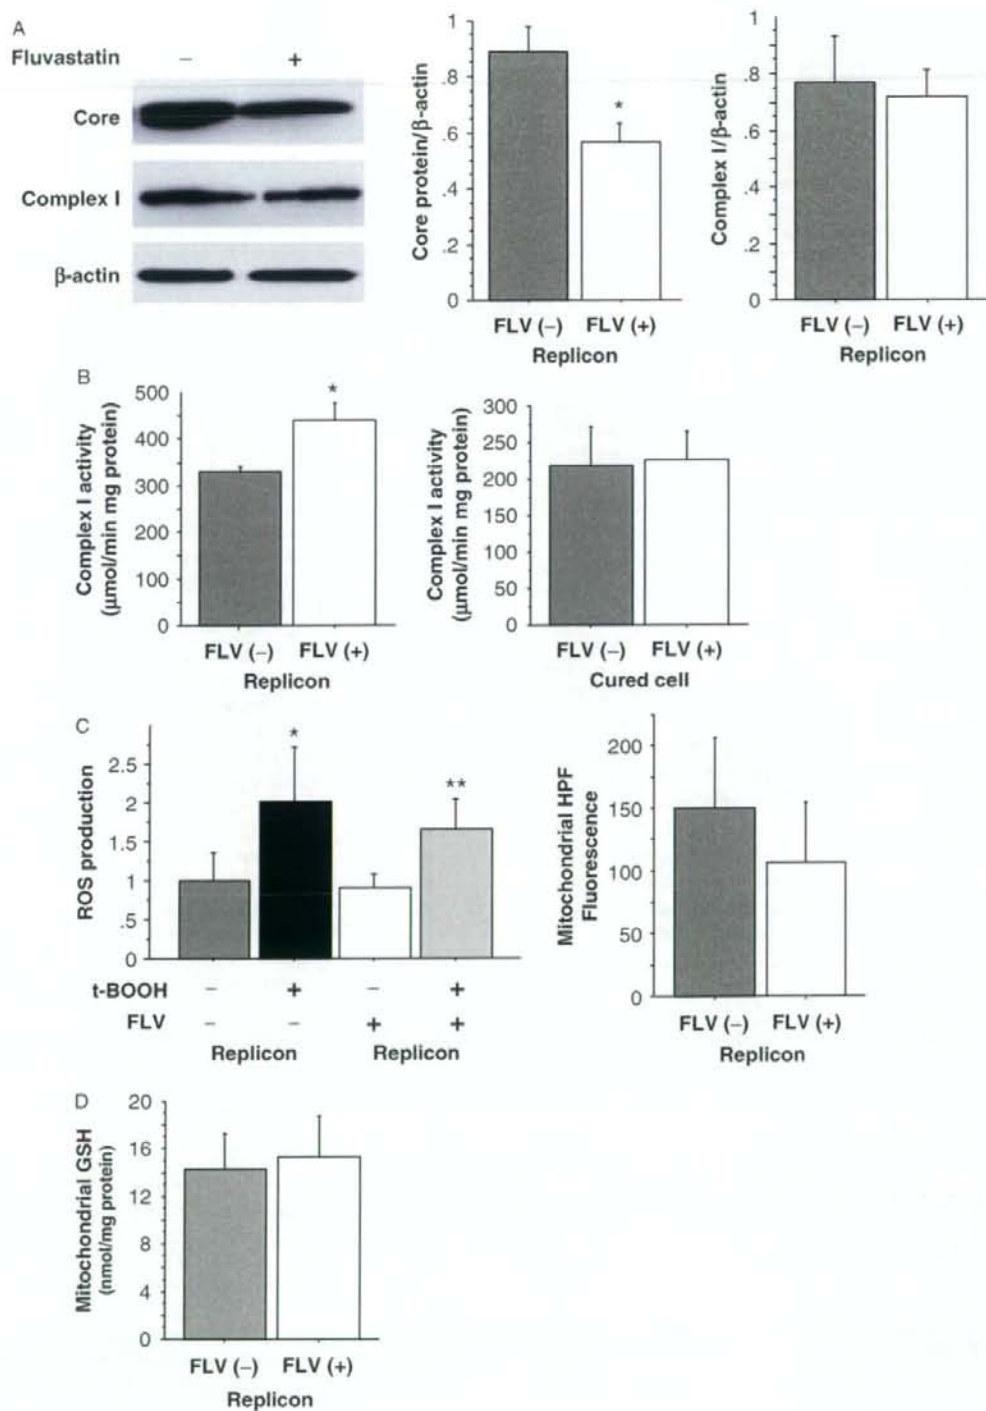 A
Fluvastatin – +
Core
Complex I
β-actin
Core protein/β-actin
1
.8
.6
.4
.2
0
*
FLV (–) FLV (+)
Replicon
Complex I/β-actin
1
.8
.6
.4
.2
0
FLV (–) FLV (+)
Replicon
B
Complex I activity
(μmol/min mg protein)
500
400
300
200
100
0
*
FLV (–) FLV (+)
Replicon
Complex I activity
(μmol/min mg protein)
300
250
200
150
100
50
0
FLV (–) FLV (+)
Cured cell
C
ROS production
2.5
2
1.5
1
.5
0
*
**
t-BOOH – + – +
FLV – – + +
Replicon Replicon
Mitochondrial HPF
Fluorescence
200
150
100
50
0
FLV (–) FLV (+)
Replicon
D
Mitochondrial GSH
(nmol/mg protein)
20
16
12
8
4
0
FLV (–) FLV (+)
Replicon